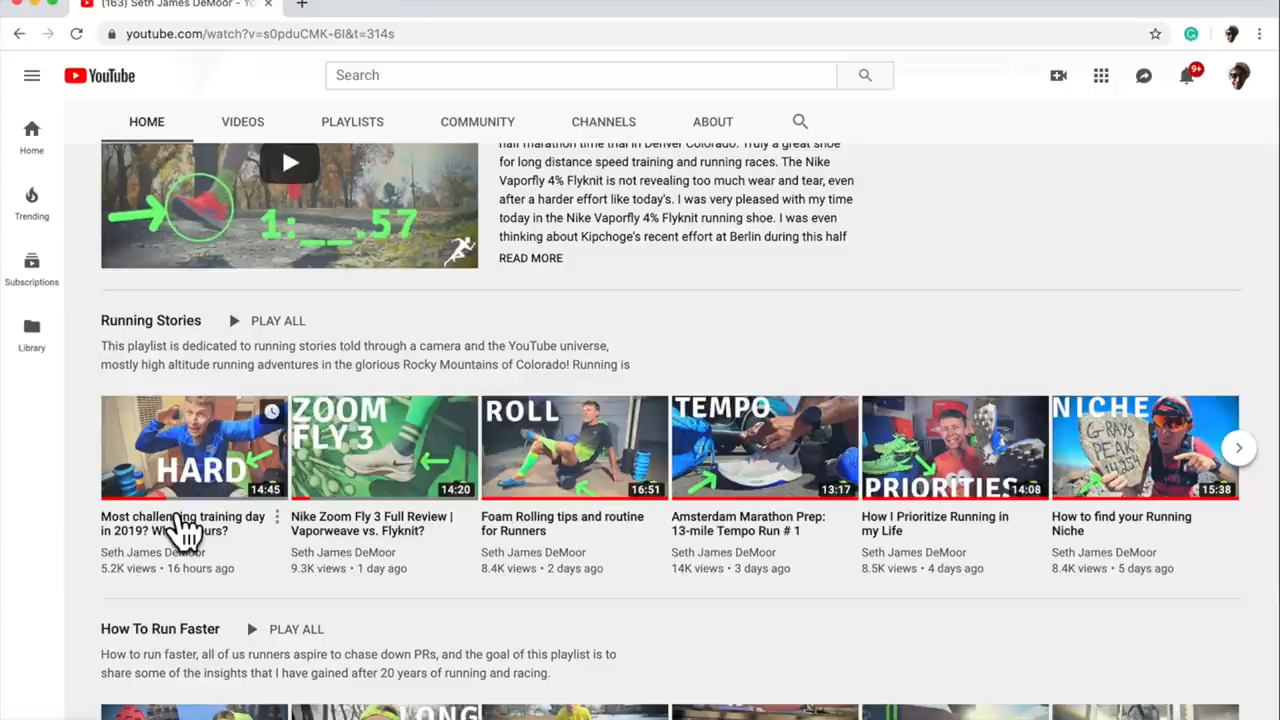 (163) Seth James DeMoor - Yo
youtube.com/watch?v=s0pduCMK-6I&t=314s
YouTube
Search
9+
HOME
VIDEOS
PLAYLISTS
COMMUNITY
CHANNELS
ABOUT
Home
Trending
Subscriptions
Library
1:__.57
half marathon time trial in Denver Colorado. Truly a great shoe
for long distance speed training and running races. The Nike
Vaporfly 4% Flyknit is not revealing too much wear and tear, even
after a harder effort like today's. I was very pleased with my time
today in the Nike Vaporfly 4% Flyknit running shoe. I was even
thinking about Kipchoge's recent effort at Berlin during this half
READ MORE
Running Stories
PLAY ALL
This playlist is dedicated to running stories told through a camera and the YouTube universe,
mostly high altitude running adventures in the glorious Rocky Mountains of Colorado! Running is
HARD
14:45
Most challenging training day
in 2019?
Seth James DeMoor
5.2K views • 16 hours ago
ZOOM
FLY 3
14:20
Nike Zoom Fly 3 Full Review |
Vaporweave vs. Flyknit?
Seth James DeMoor
9.3K views • 1 day ago
ROLL
16:51
Foam Rolling tips and routine
for Runners
Seth James DeMoor
8.4K views • 2 days ago
TEMPO
13:17
Amsterdam Marathon Prep:
13-mile Tempo Run # 1
Seth James DeMoor
14K views • 3 days ago
PRIORITIES
14:08
How I Prioritize Running in
my Life
Seth James DeMoor
8.5K views • 4 days ago
NICHE
G-RAYS
PEAK
15:38
How to find your Running
Niche
Seth James DeMoor
8.4K views • 5 days ago
How To Run Faster
PLAY ALL
How to run faster, all of us runners aspire to chase down PRs, and the goal of this playlist is to
share some of the insights that I have gained after 20 years of running and racing.
LONG